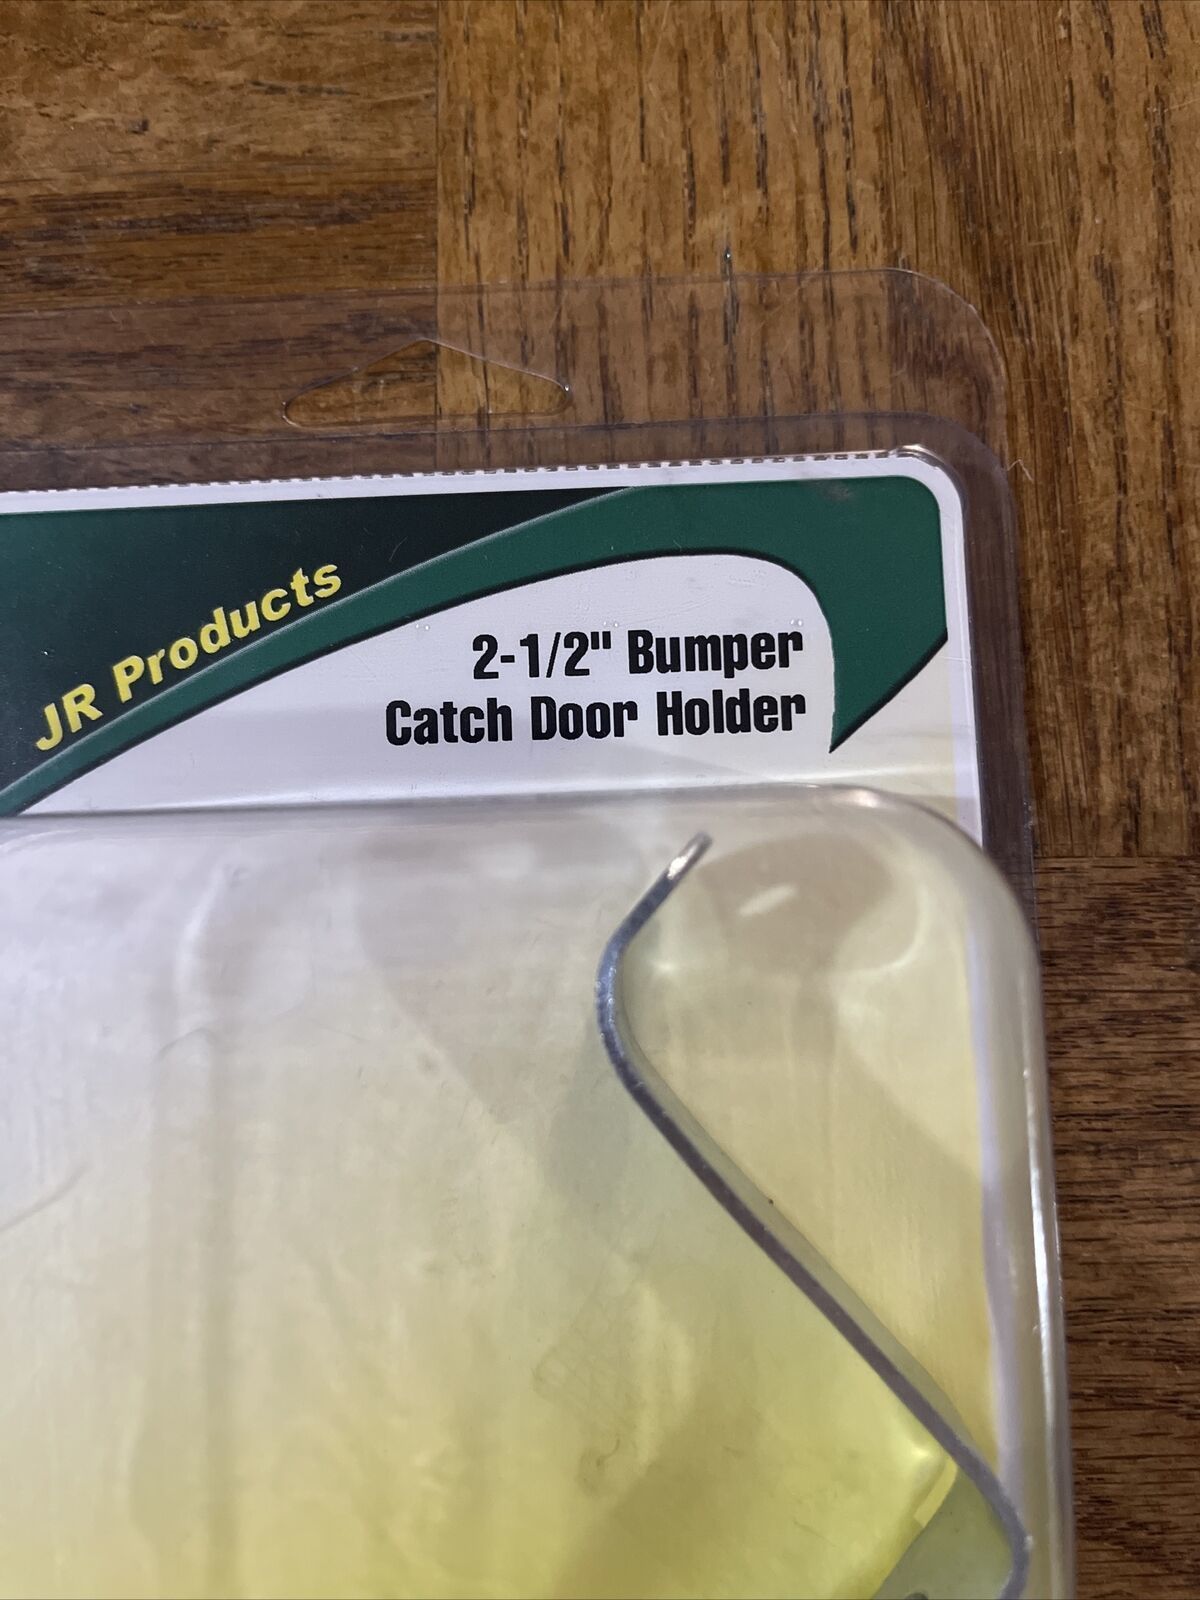 JR Products
2-1/2" Bumper
Catch Door Holder